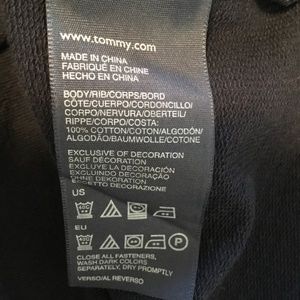 www.tommy.com
MADE IN CHINA
FABRIQUÉ EN CHINE
HECHO EN CHINA
BODY/RIB/CORPS/BORD
CÔTE/CUERPO/CORDONCILLO/
CORPO/NERVURA/OBERTEIL/
RIPPE/CORPO/COSTA:
100% COTTON/COTON/ALGODÓN/
ALGODÃO/BAUMWOLLE/COTONE
EXCLUSIVE OF DECORATION
SAUF DÉCORATION
EXCLUYE LA DECORACIÓN
EXCLUINDO DECORAÇÃO
OHNE DEKORATION
ECCETTO DECORAZIONE
US
EU
P
CLOSE ALL FASTENERS,
WASH DARK COLORS
SEPARATELY, DRY PROMPTLY
VERSO/AL REVERSO